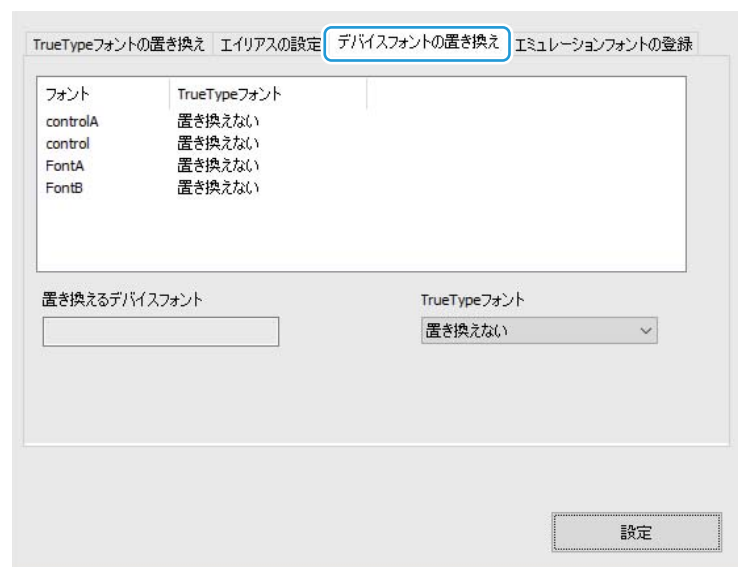 TrueTypeフォントの置き換え エイリアスの設定 デバイスフォントの置き換え エミュレーションフォントの登録
フォント TrueTypeフォント
controlA 置き換えない
control 置き換えない
FontA 置き換えない
FontB 置き換えない
置き換えるデバイスフォント TrueTypeフォント
置き換えない
設定